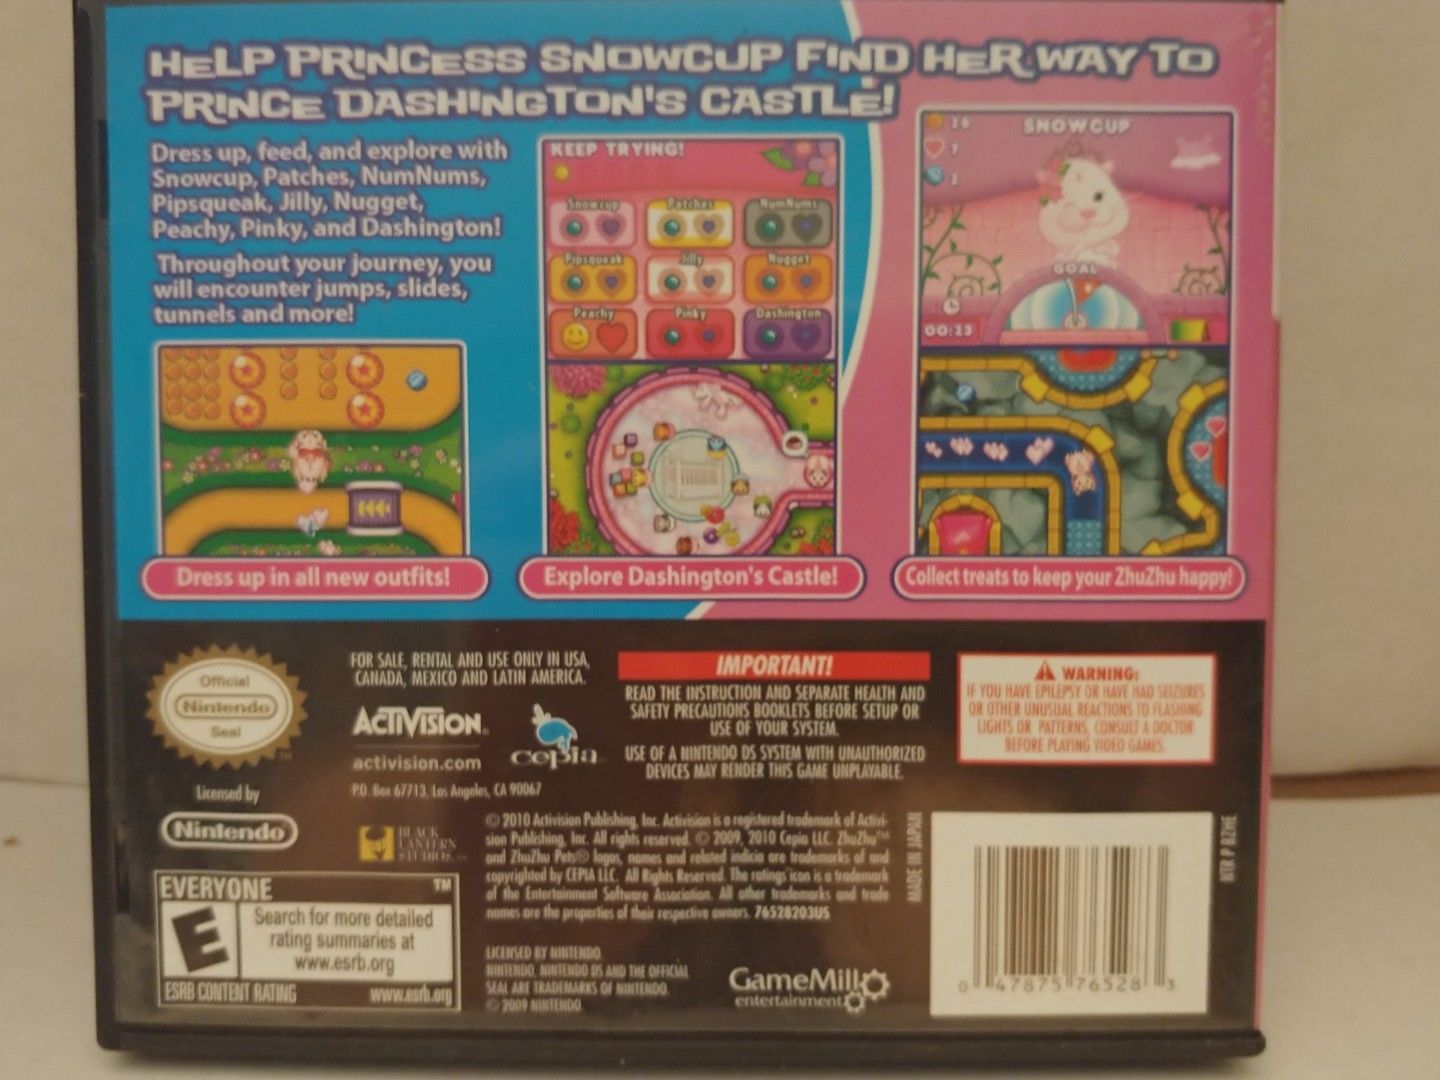 HELP PRINCESS SNOWCUP FIND HER WAY TO
PRINCE DASHINGTON'S CASTLE!
Dress up, feed, and explore with
Snowcup, Patches, NumNums,
Pipsqueak, Jilly, Nugget,
Peachy, Pinky, and Dashington!
Throughout your journey, you
will encounter jumps, slides,
tunnels and more!
Dress up in all new outfits!
KEEP TRYING!
Snowcup Patches NumNums
Pipsqueak Jilly Nugget
Peachy Pinky Dashington
Explore Dashington's Castle!
SNOWCUP
16
7
GOAL
00:23
Collect treats to keep your ZhuZhu happy!
Official
Nintendo
Seal
TM
Licensed by
Nintendo
FOR SALE, RENTAL AND USE ONLY IN USA,
CANADA, MEXICO AND LATIN AMERICA.
ACTIVISION®
activision.com
cepia
P.O. Box 67713, Los Angeles, CA 90067
IMPORTANT!
READ THE INSTRUCTION AND SEPARATE HEALTH AND
SAFETY PRECAUTIONS BOOKLETS BEFORE SETUP OR
USE OF YOUR SYSTEM.
USE OF A NINTENDO DS SYSTEM WITH UNAUTHORIZED
DEVICES MAY RENDER THIS GAME UNPLAYABLE.
WARNING:
IF YOU HAVE EPILEPSY OR HAVE HAD SEIZURES
OR OTHER UNUSUAL REACTIONS TO FLASHING
LIGHTS OR PATTERNS, CONSULT A DOCTOR
BEFORE PLAYING VIDEO GAMES.
BLACK
LANTERN
STUDIOS
© 2010 Activision Publishing, Inc. Activision is a registered trademark of Activi-
sion Publishing, Inc. All rights reserved. © 2009, 2010 Cepia LLC. ZhuZhu™
and ZhuZhu Pets® logos, names and related indicia are trademarks of and
copyrighted by CEPIA LLC. All Rights Reserved. The ratings icon is a trademark
of the Entertainment Software Association. All other trademarks and trade
names are the properties of their respective owners. 76528203US
LICENSED BY NINTENDO.
NINTENDO, NINTENDO DS AND THE OFFICIAL
SEAL ARE TRADEMARKS OF NINTENDO.
© 2009 NINTENDO.
GameMill
entertainment
EVERYONE
TM
E
Search for more detailed
rating summaries at
www.esrb.org
ESRB CONTENT RATING www.esrb.org
MADE IN JAPAN
0 47875 76528 3